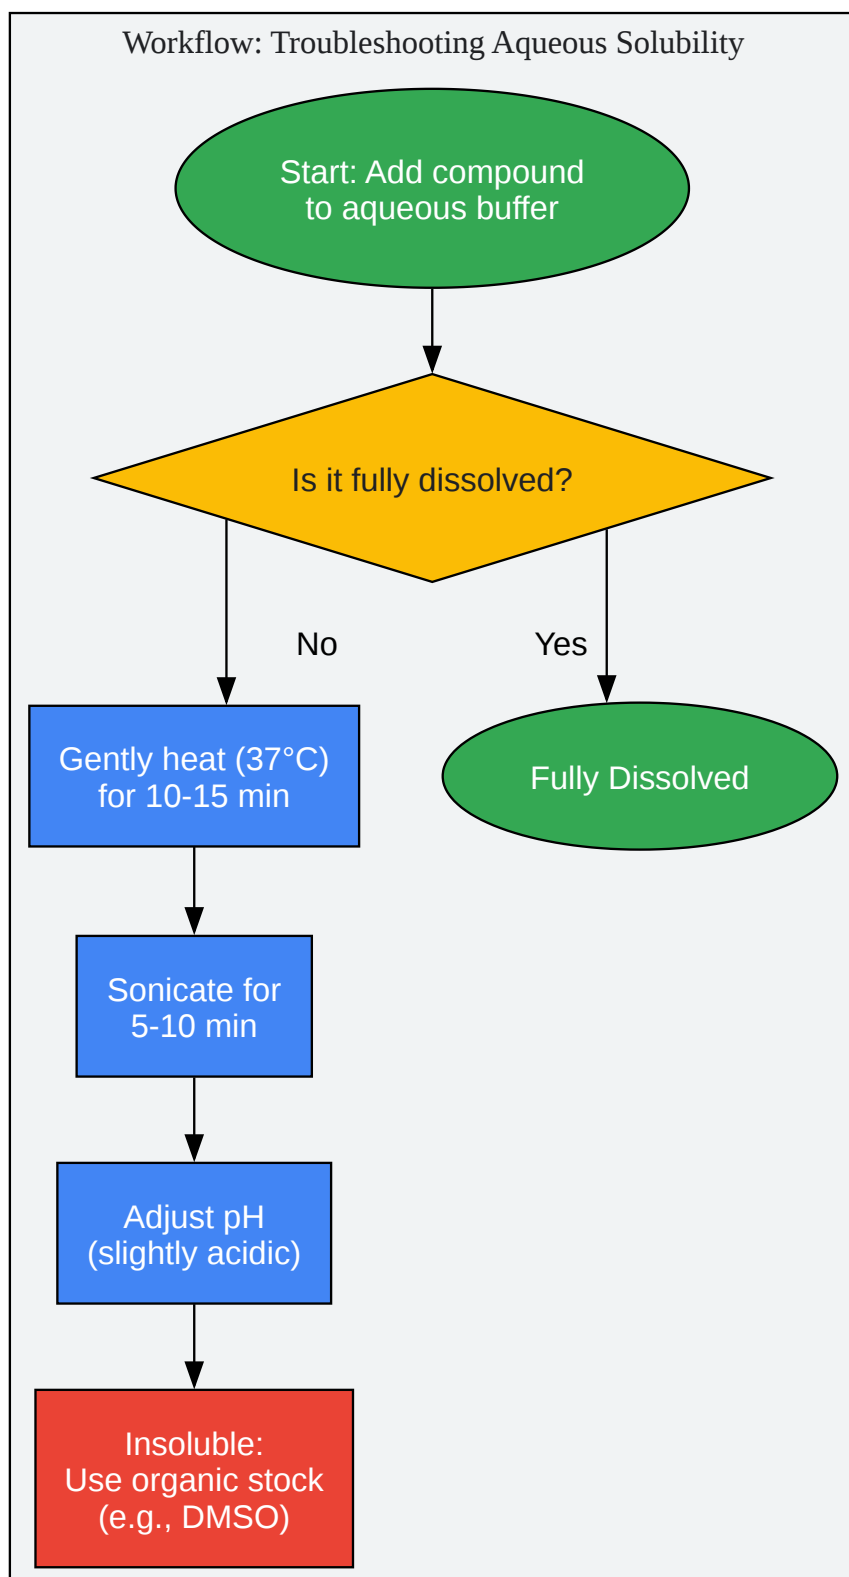 Workflow: Troubleshooting Aqueous Solubility
Start: Add compound
to aqueous buffer
Is it fully dissolved?
No
Yes
Gently heat (37°C)
for 10-15 min
Fully Dissolved
Sonicate for
5-10 min
Adjust pH
(slightly acidic)
Insoluble:
Use organic stock
(e.g., DMSO)